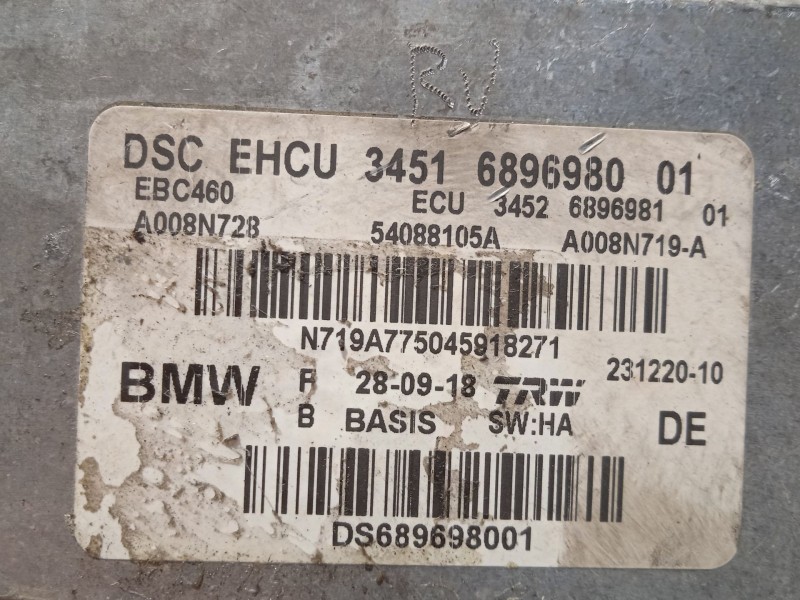 RV
DSC EHCU 3451 6896980 01
EBC460 ECU 3452 6896981 01
A008N728 54088105A A008N719-A
N719A775045918271
BMW F 28-09-18 TRW 231220-10
B BASIS SW:HA DE
DS689698001